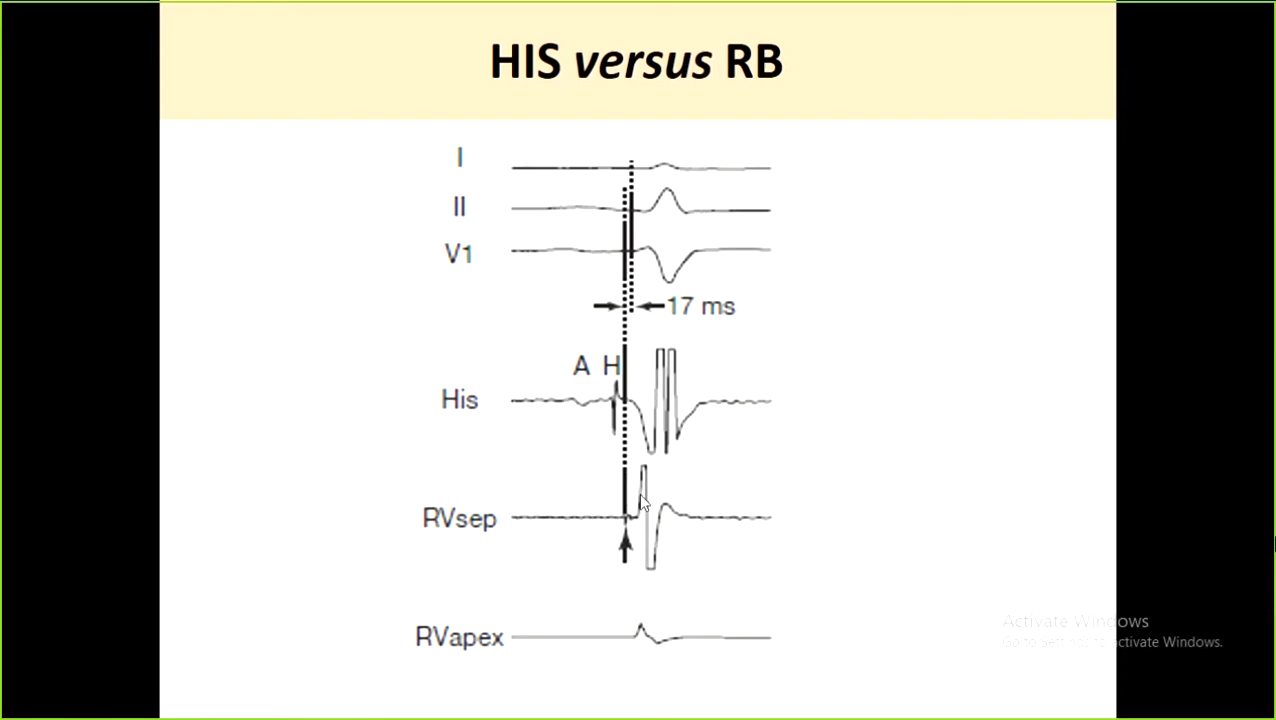 HIS versus RB
I
II
V1
17 ms
A H
His
RVsep
RVapex
Activate Windows
Go to Settings to activate Windows.